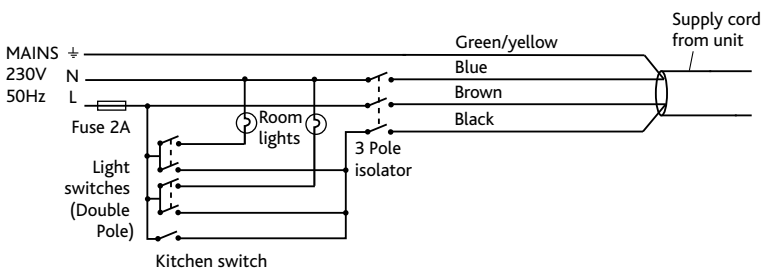 Supply cord
from unit
Green/yellow
MAINS
230V
50Hz
N
L
Blue
Brown
Black
Fuse 2A
Room
lights
3 Pole
isolator
Light
switches
(Double
Pole)
Kitchen switch